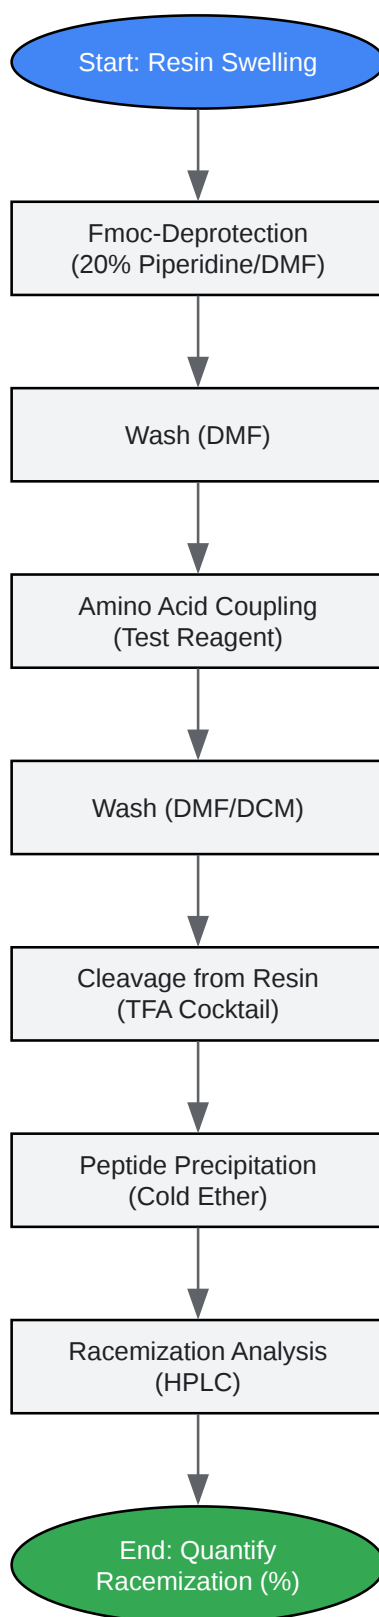 Start: Resin Swelling
Fmoc-Deprotection
(20% Piperidine/DMF)
Wash (DMF)
Amino Acid Coupling
(Test Reagent)
Wash (DMF/DCM)
Cleavage from Resin
(TFA Cocktail)
Peptide Precipitation
(Cold Ether)
Racemization Analysis
(HPLC)
End: Quantify
Racemization (%)